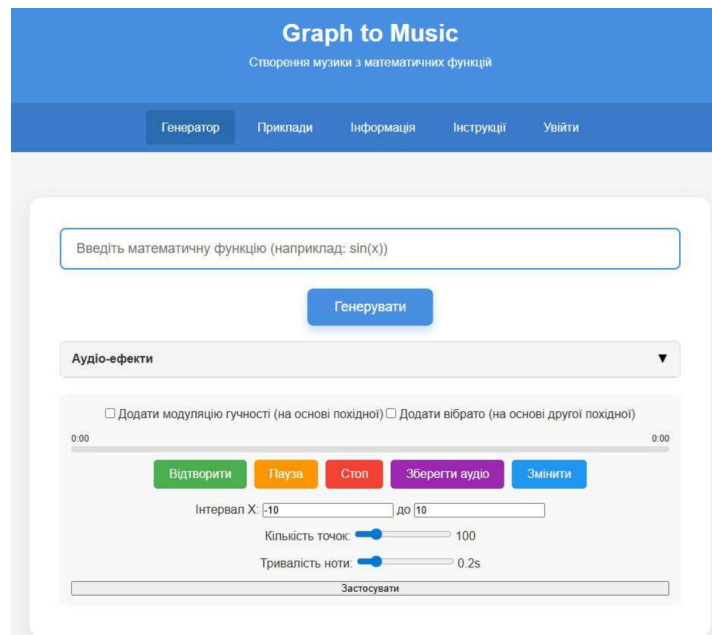 Graph to Music
Створення музики з математичних функцій
Генератор Приклади Інформація Інструкції Увійти
Введіть математичну функцію (наприклад: sin(x))
Генерувати
Аудіо-ефекти ▼
Додати модуляцію гучності (на основі похідної) Додати вібрато (на основі другої похідної)
0:00 0:00
Відтворити Пауза Стоп Зберегти аудіо Змінити
Інтервал X: -10 до 10
Кількість точок: 100
Тривалість ноти: 0.2s
Застосувати